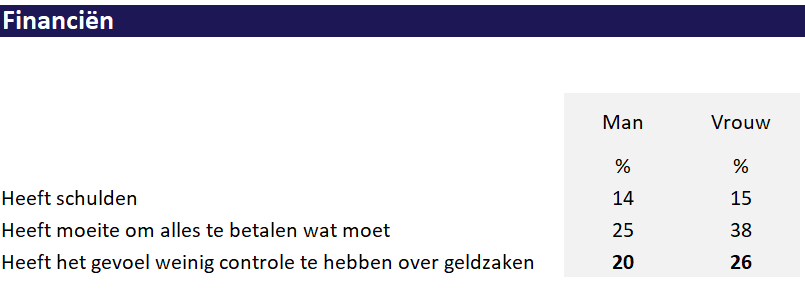 Financiën
Man Vrouw
% %
Heeft schulden 14 15
Heeft moeite om alles te betalen wat moet 25 38
Heeft het gevoel weinig controle te hebben over geldzaken 20 26